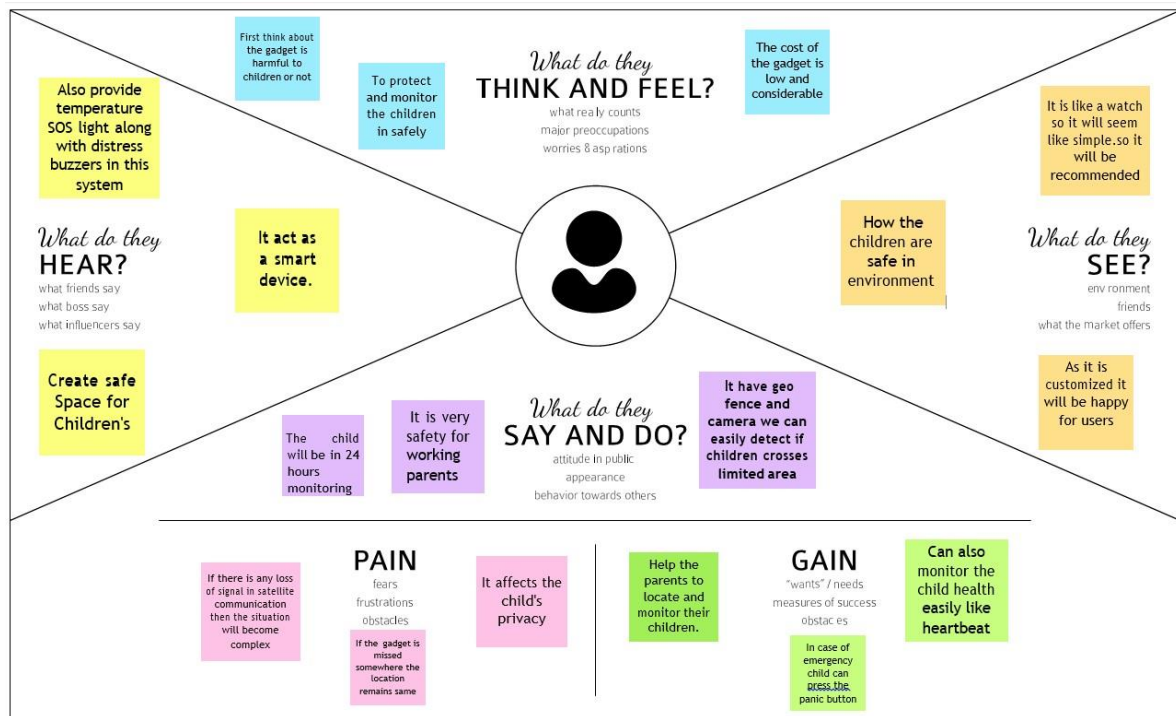 First think about
the gadget is
harmful to
children or not
To protect
and monitor
the children
in safely
What do they
THINK AND FEEL?
what really counts
major preoccupations
worries & aspirations
The cost of
the gadget is
low and
considerable
Also provide
temperature
SOS light along
with distress
buzzers in this
system
What do they
HEAR?
what friends say
what boss say
what influencers say
It act as
a smart
device.
Create safe
Space for
Children's
It is like a watch
so it will seem
like simple.so it
will be
recommended
How the
children are
safe in
environment
What do they
SEE?
env ronment
friends
what the market offers
As it is
customized it
will be happy
for users
The child
will be in 24
hours
monitoring
It is very
safety for
working
parents
What do they
SAY AND DO?
attitude in public
appearance
behavior towards others
It have geo
fence and
camera we can
easily detect if
children crosses
limited area
If there is any loss
of signal in satellite
communication
then the situation
will become
complex
PAIN
fears
frustrations
obstacles
If the gadget is
missed
somewhere the
location
remains same
It affects the
child's
privacy
Help the
parents to
locate and
monitor their
children.
GAIN
"wants" / needs
measures of success
obstac es
In case of
emergency
child can
press the
panic button
Can also
monitor the
child health
easily like
heartbeat